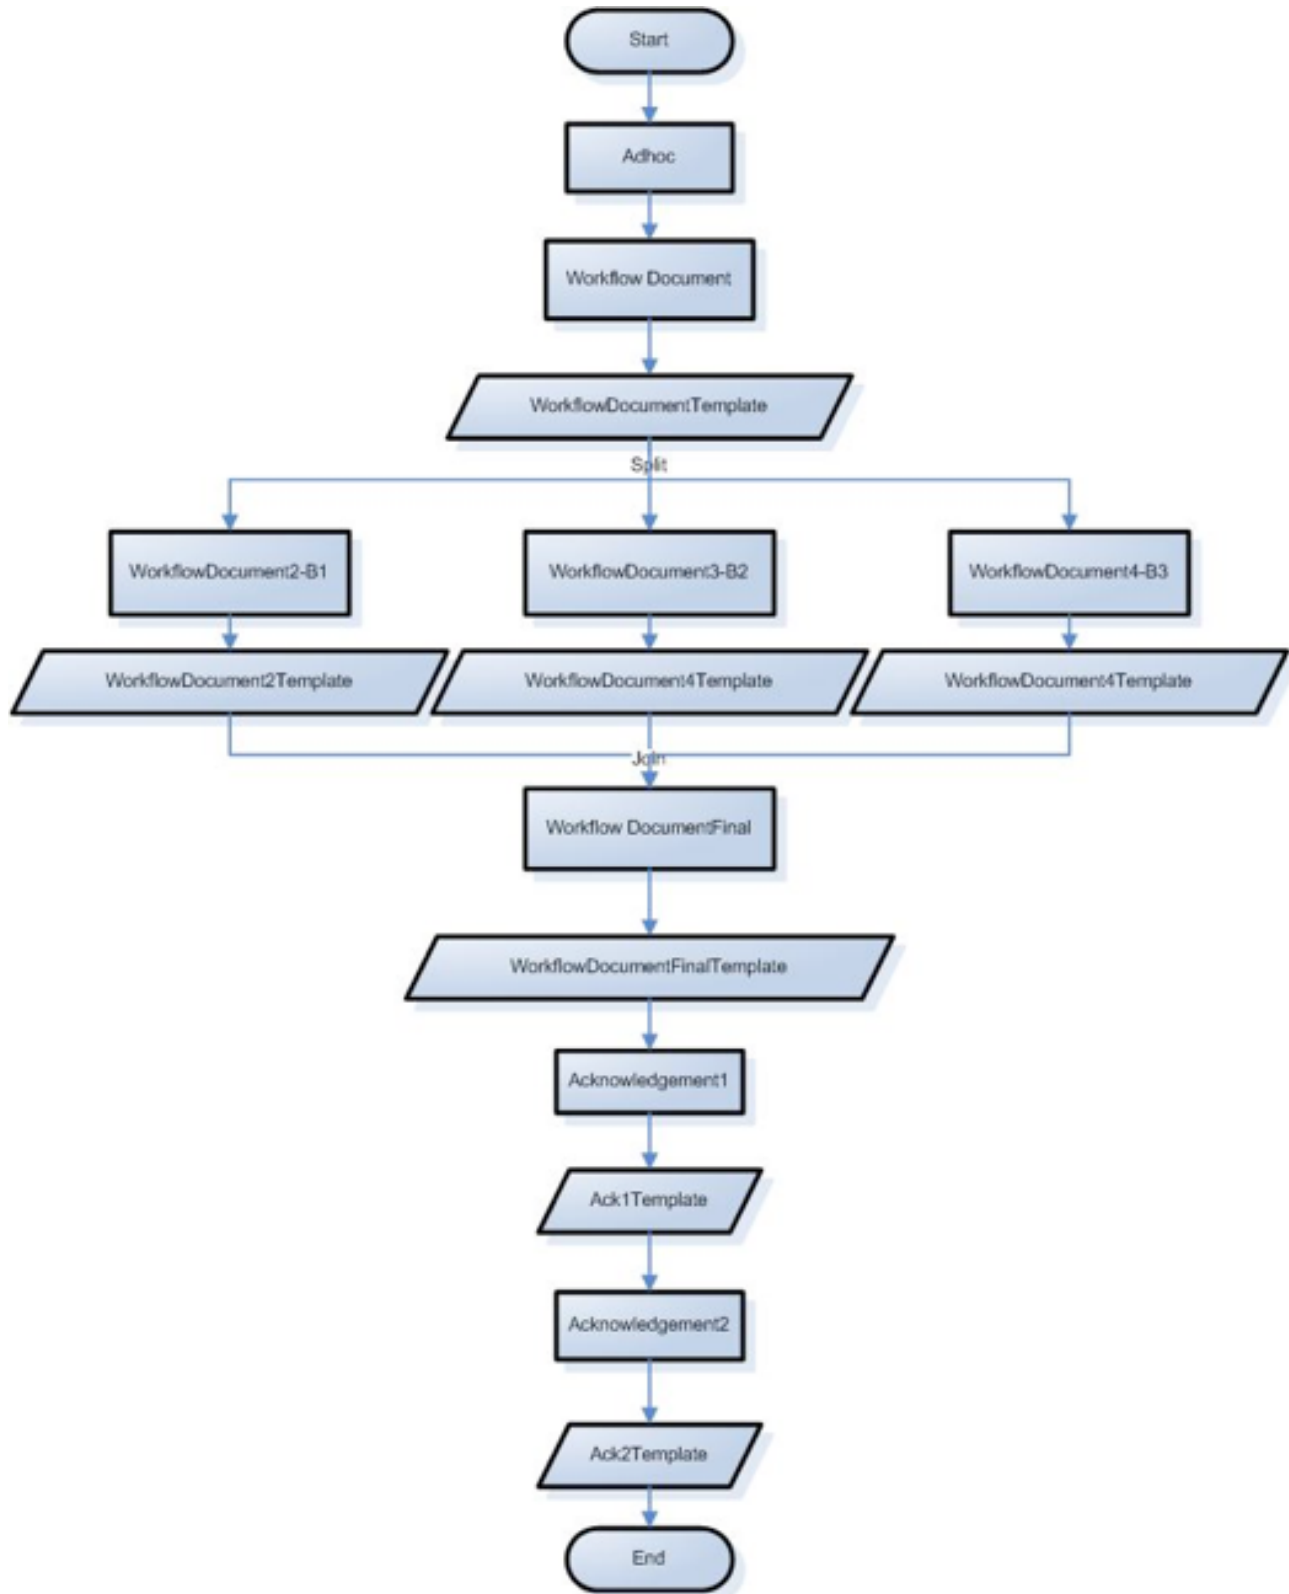 Start
Adhoc
Workflow Document
WorkflowDocumentTemplate
Split
WorkflowDocument2-B1
WorkflowDocument3-B2
WorkflowDocument4-B3
WorkflowDocument2Template
WorkflowDocument4Template
WorkflowDocument4Template
Join
Workflow DocumentFinal
WorkflowDocumentFinalTemplate
Acknowledgement1
Ack1Template
Acknowledgement2
Ack2Template
End